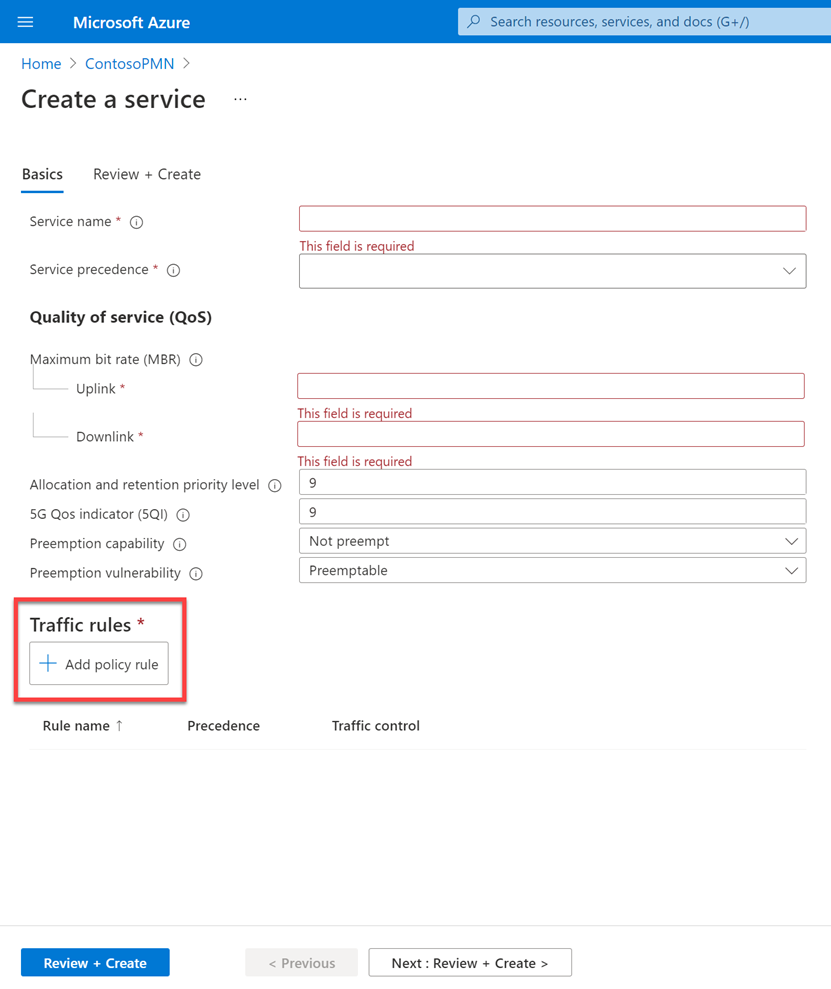 Microsoft Azure
Search resources, services, and docs (G+/)
Home > ContosoPMN >
Create a service ...
Basics Review + Create
Service name *
This field is required
Service precedence *
Quality of service (QoS)
Maximum bit rate (MBR)
Uplink *
This field is required
Downlink *
This field is required
Allocation and retention priority level 9
5G Qos indicator (5QI) 9
Preemption capability Not preempt
Preemption vulnerability Preemptable
Traffic rules *
+ Add policy rule
Rule name ↑ Precedence Traffic control
Review + Create < Previous Next : Review + Create >